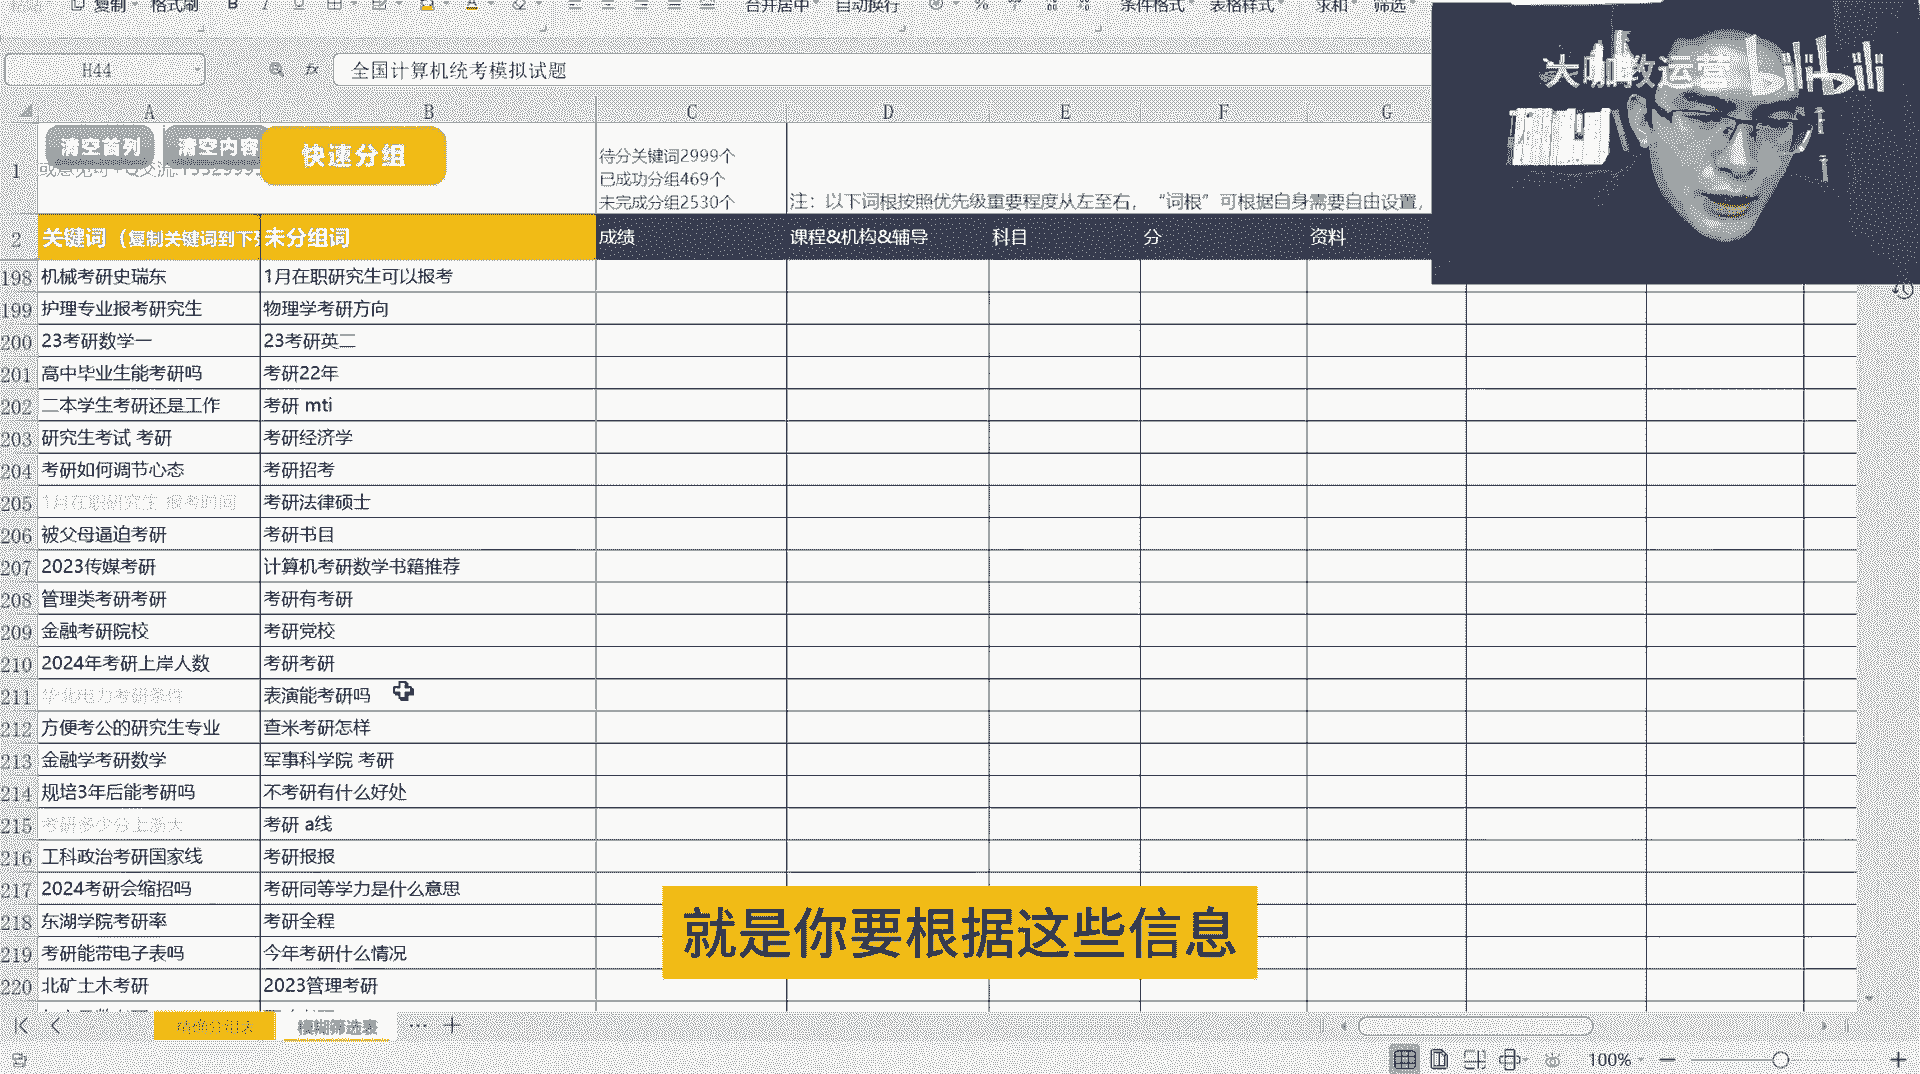 复制 格式刷 B I U 合并居中 自动换行 % 条件格式 表格样式 求和 筛选
H44 fx 全国计算机统考模拟试题
大咖教运营 bilibili
A B C D E F G
清空首列 清空内容 快速分组
待分关键词2999个
已成功分组469个
未完成分组2530个
1 注：以下词根按照优先级重要程度从左至右，“词根”可根据自身需要自由设置，
2 关键词（复制关键词到下 未分组词 成绩 课程&机构&辅导 科目 分 资料
198 机械考研史瑞东 1月在职研究生可以报考
199 护理专业报考研究生 物理学考研方向
200 23考研数学一 23考研英二
201 高中毕业生能考研吗 考研22年
202 二本学生考研还是工作 考研 mti
203 研究生考试 考研 考研经济学
204 考研如何调节心态 考研招考
205 1月在职研究生 报考时间 考研法律硕士
206 被父母逼迫考研 考研书目
207 2023传媒考研 计算机考研数学书籍推荐
208 管理类考研考研 考研有考研
209 金融考研院校 考研党校
210 2024年考研上岸人数 考研考研
211 华北电力考研条件 表演能考研吗
212 方便考公的研究生专业 查米考研怎样
213 金融学考研数学 军事科学院 考研
214 规培3年后能考研吗 不考研有什么好处
215 考研多少分上浙大 考研 a线
216 工科政治考研国家线 考研报报
217 2024考研会缩招吗 考研同等学力是什么意思
218 东湖学院考研率 考研全程
219 考研能带电子表吗 今年考研什么情况
220 北矿土木考研 2023管理考研
就是你要根据这些信息
精确分组表 模糊筛选表
100%